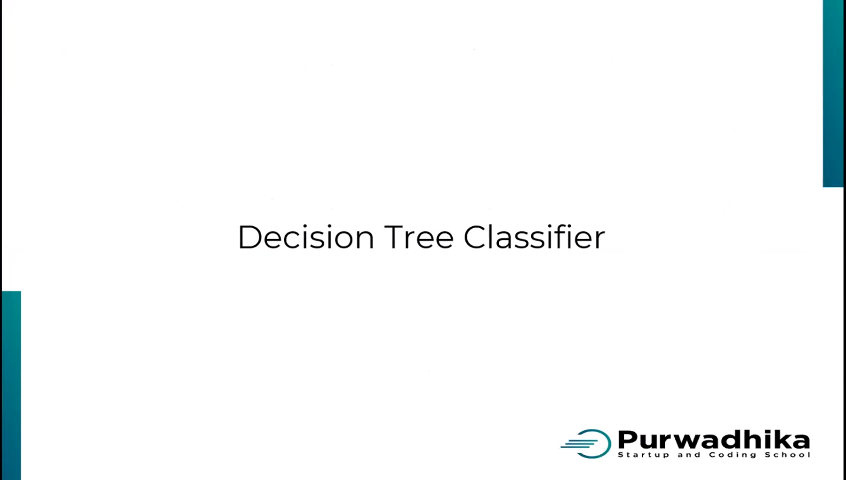 Decision Tree Classifier
Purwadhika
Startup and Coding School